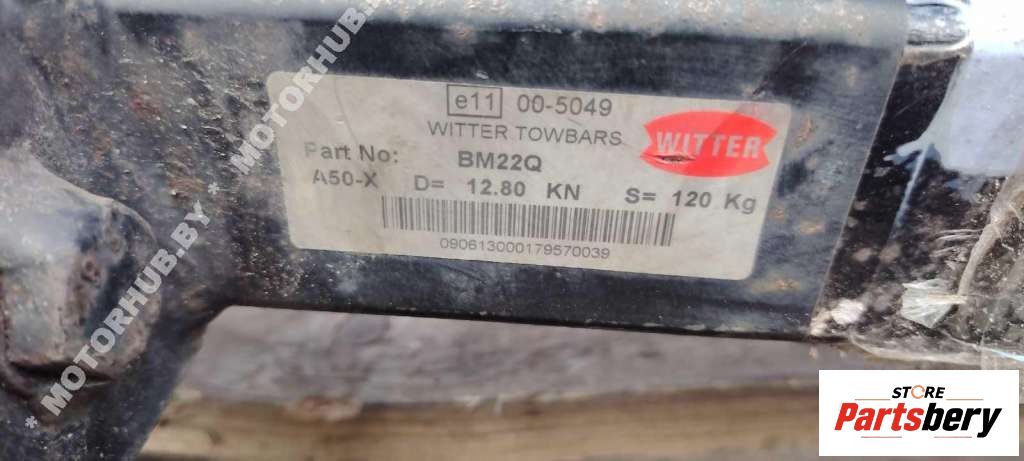 e11 00-5049
WITTER TOWBARS
WITTER
Part No: BM22Q
A50-X D= 12.80 KN S= 120 Kg
090613000179570039
* MOTORHUB.BY * MOTORHUB.BY
* MOTORHUB.BY
STORE
Partsbery